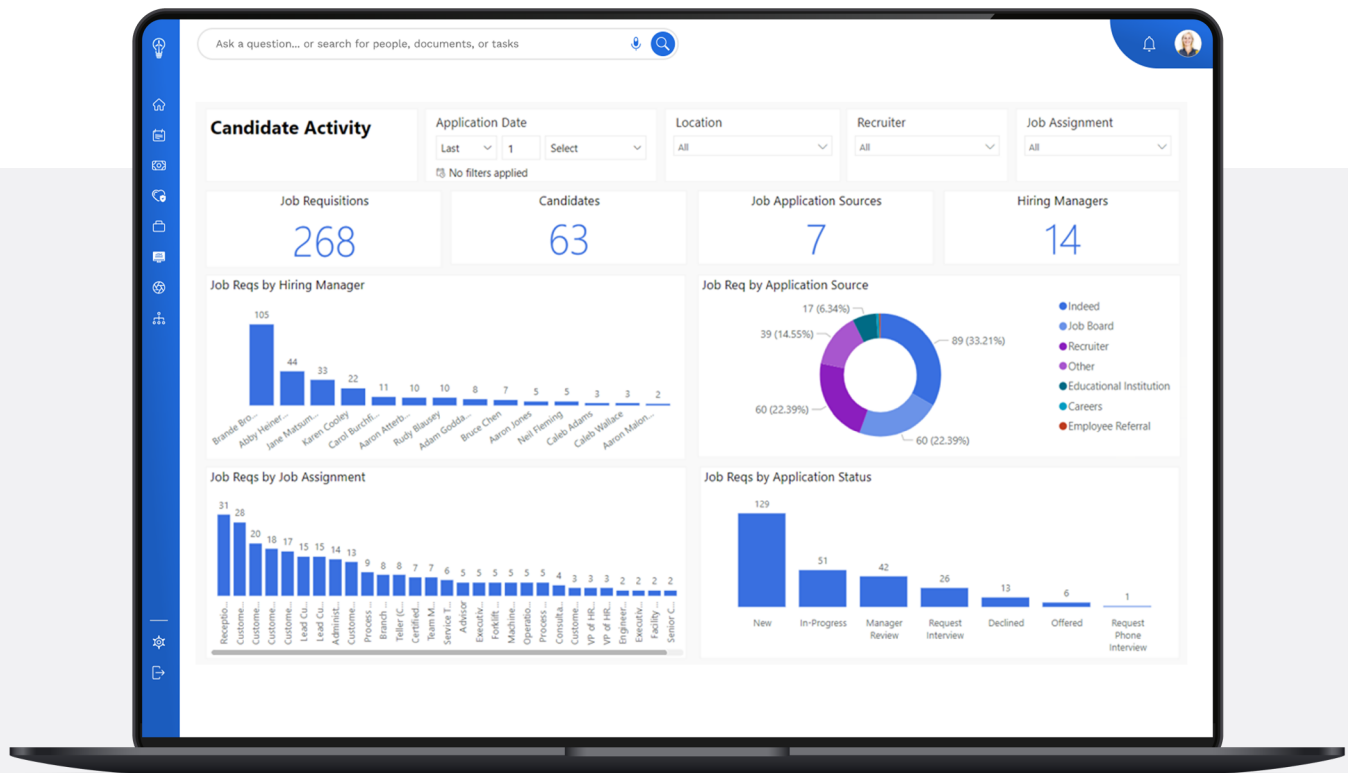 Ask a question... or search for people, documents, or tasks
Candidate Activity
Application Date
Last
1
Select
No filters applied
Location
All
Recruiter
All
Job Assignment
All
Job Requisitions
268
Candidates
63
Job Application Sources
7
Hiring Managers
14
Job Reqs by Hiring Manager
105
44
33
22
11
10
10
8
7
5
5
3
3
2
Brande Bro...
Abby Heiner...
Jane Matsum...
Karen Cooley
Carol Burchfi...
Aaron Atterb...
Rudy Blausey
Adam Godda...
Bruce Chen
Aaron Jones
Neil Fleming
Caleb Adams
Caleb Wallace
Aaron Malon...
Job Req by Application Source
17 (6.34%)
39 (14.55%)
89 (33.21%)
60 (22.39%)
60 (22.39%)
Indeed
Job Board
Recruiter
Other
Educational Institution
Careers
Employee Referral
Job Reqs by Job Assignment
31
28
20
18
17
15
15
14
13
9
8
8
7
7
6
5
5
5
5
5
5
4
3
3
3
2
2
2
2
Receptio...
Custome...
Custome...
Custome...
Custome...
Lead Cu...
Lead Cu...
Administ...
Custome...
Process ...
Branch ...
Teller (C...
Certified...
Team M...
Service T...
Advisor
Executiv...
Forklift ...
Machine...
Operatio...
Process ...
Consulta...
Custome...
VP of HR...
VP of HR...
Engineer...
Executiv...
Facility ...
Senior C...
Job Reqs by Application Status
129
51
42
26
13
6
1
New
In-Progress
Manager
Review
Request
Interview
Declined
Offered
Request
Phone
Interview